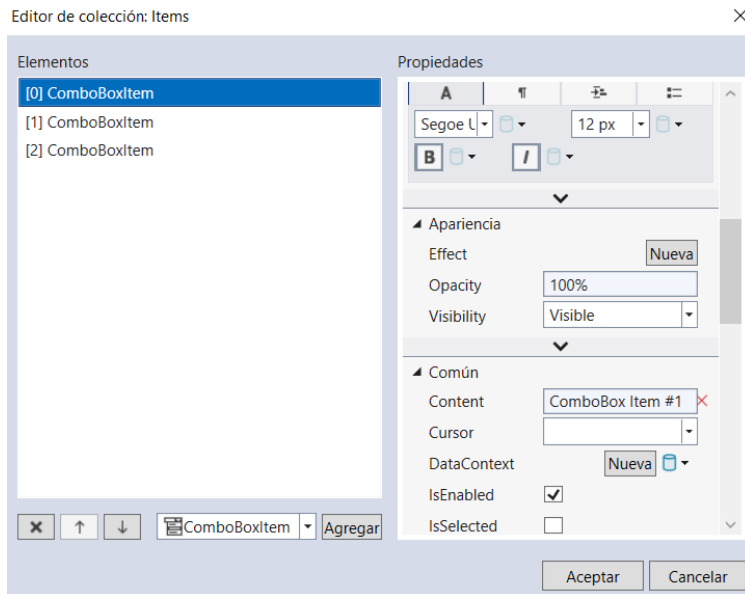 Editor de colección: Items
Elementos
[0] ComboBoxItem
[1] ComboBoxItem
[2] ComboBoxItem
ComboBoxItem
Agregar
Propiedades
A
Segoe U
12 px
B
I
Apariencia
Effect Nueva
Opacity 100%
Visibility Visible
Común
Content ComboBox Item #1
Cursor
DataContext Nueva
IsEnabled
IsSelected
Aceptar Cancelar